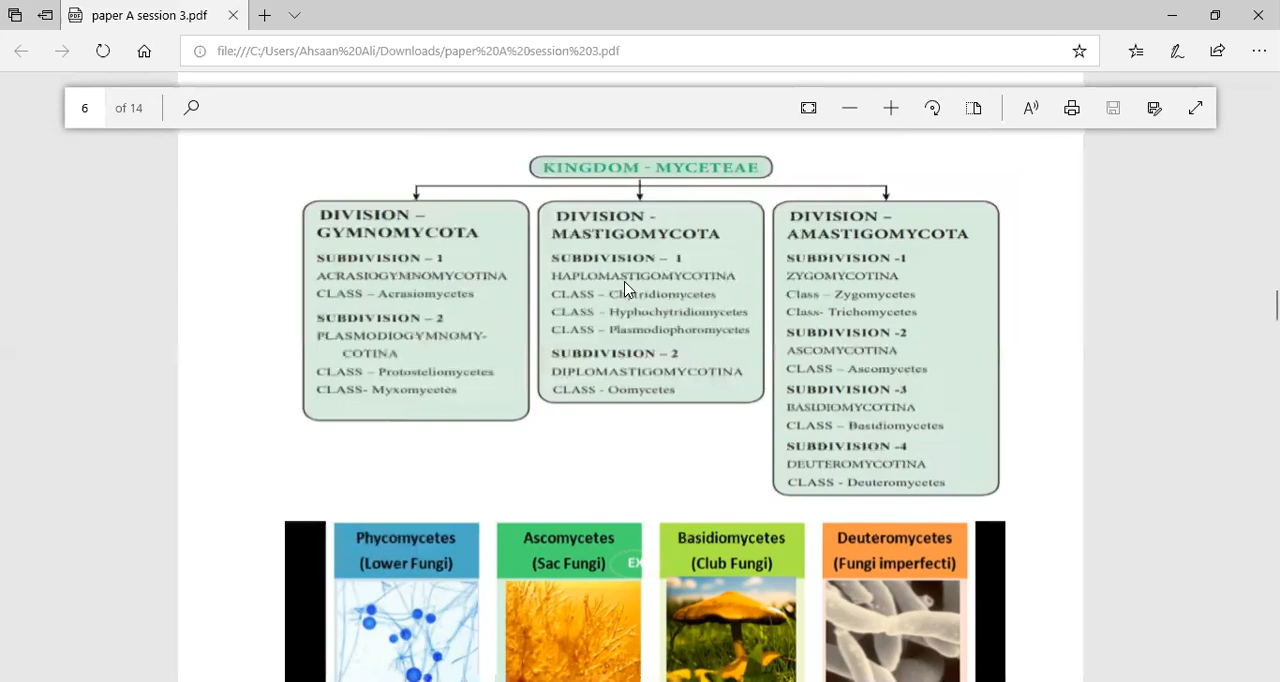 paper A session 3.pdf
file:///C:/Users/Ahsaan%20Ali/Downloads/paper%20A%20session%203.pdf
6 of 14
KINGDOM - MYCETEAE
DIVISION –
GYMNOMYCOTA
SUBDIVISION – 1
ACRASIOGYMNOMYCOTINA
CLASS – Acrasiomycetes
SUBDIVISION – 2
PLASMODIOGYMNOMY-
COTINA
CLASS – Protosteliomycetes
CLASS- Myxomycetes
DIVISION -
MASTIGOMYCOTA
SUBDIVISION – 1
HAPLOMASTIGOMYCOTINA
CLASS – Chytridiomycetes
CLASS – Hyphochytridiomycetes
CLASS – Plasmodiophoromycetes
SUBDIVISION – 2
DIPLOMASTIGOMYCOTINA
CLASS - Oomycetes
DIVISION –
AMASTIGOMYCOTA
SUBDIVISION -1
ZYGOMYCOTINA
Class – Zygomycetes
Class- Trichomycetes
SUBDIVISION -2
ASCOMYCOTINA
CLASS – Ascomycetes
SUBDIVISION -3
BASIDIOMYCOTINA
CLASS – Basidiomycetes
SUBDIVISION -4
DEUTEROMYCOTINA
CLASS - Deuteromycetes
Phycomycetes
(Lower Fungi)
Ascomycetes
(Sac Fungi)
EX
Basidiomycetes
(Club Fungi)
Deuteromycetes
(Fungi imperfecti)